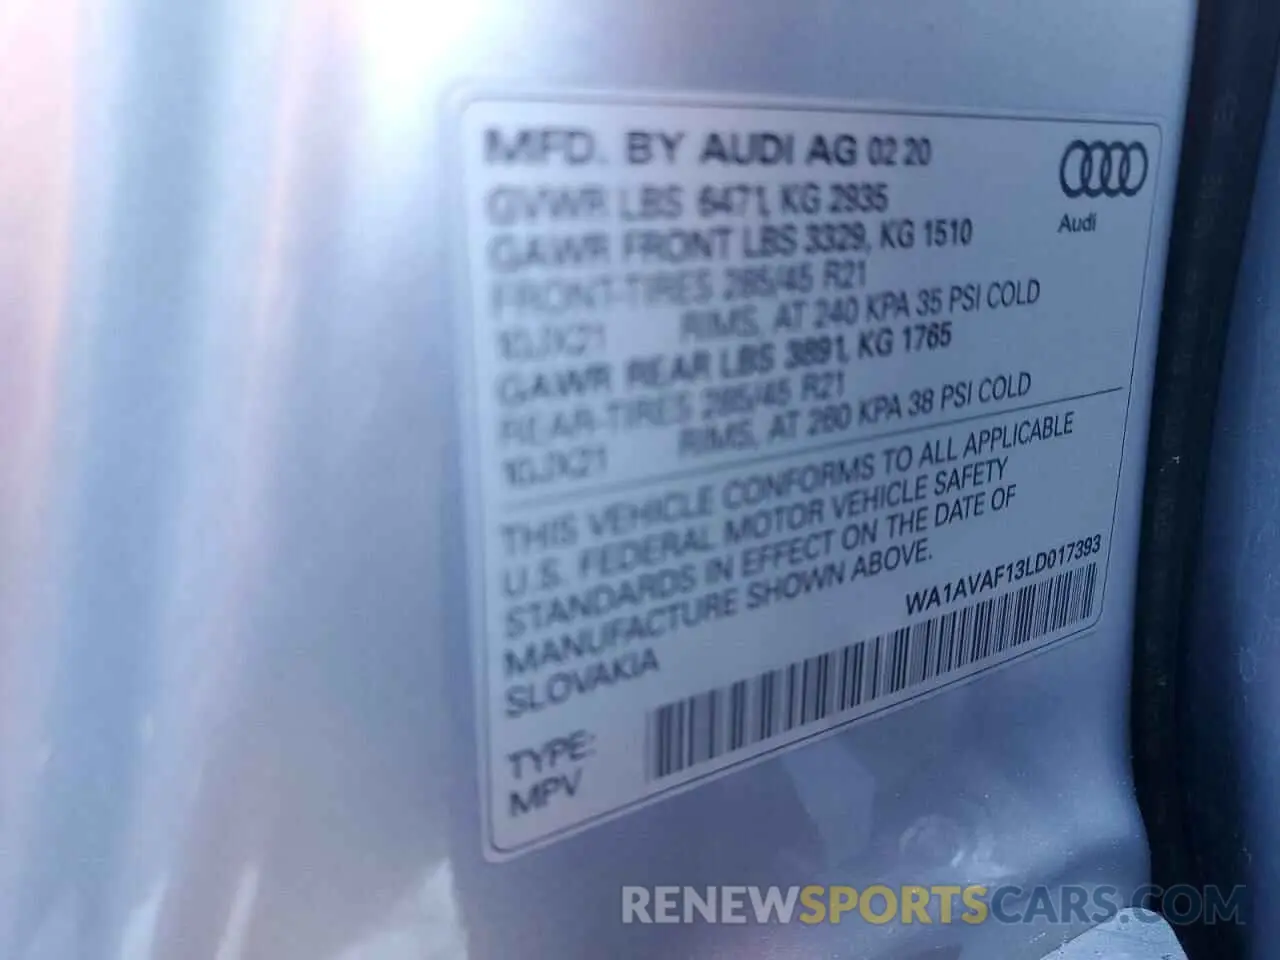 MFD. BY AUDI AG 02 20
GVWR LBS 6471, KG 2935
GAWR FRONT LBS 3329, KG 1510
FRONT-TIRES 285/45 R21
10JX21 RIMS, AT 240 KPA 35 PSI COLD
GAWR REAR LBS 3891, KG 1765
REAR-TIRES 285/45 R21
10JX21 RIMS, AT 260 KPA 38 PSI COLD
Audi
THIS VEHICLE CONFORMS TO ALL APPLICABLE
U.S. FEDERAL MOTOR VEHICLE SAFETY
STANDARDS IN EFFECT ON THE DATE OF
MANUFACTURE SHOWN ABOVE.
SLOVAKIA
WA1AVAF13LD017393
TYPE:
MPV
RENEWSPORTSCARS.COM